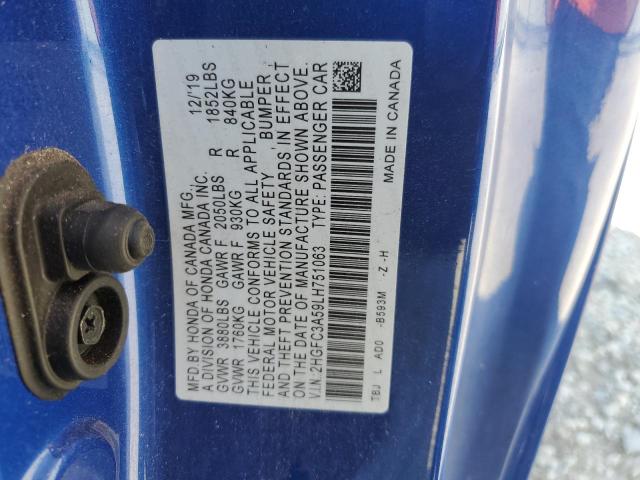 MFD. BY HONDA OF CANADA MFG., 12/19
A DIVISION OF HONDA CANADA INC.
GVWR 3880LBS GAWR F 2050LBS R 1852LBS
GVWR 1760KG GAWR F 930KG R 840KG
THIS VEHICLE CONFORMS TO ALL APPLICABLE
FEDERAL MOTOR VEHICLE SAFETY, BUMPER,
AND THEFT PREVENTION STANDARDS IN EFFECT
ON THE DATE OF MANUFACTURE SHOWN ABOVE.
V.I.N.:2HGFC3A59LH751063 TYPE: PASSENGER CAR
MADE IN CANADA
TBJ L AD0 -B593M -Z -H